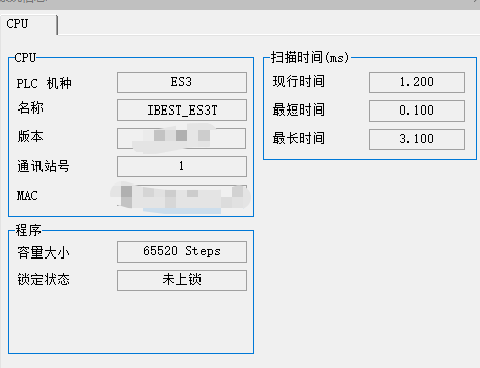 CPU
CPU
PLC 机种 ES3
名称 IBEST_ES3T
版本
通讯站号 1
MAC
程序
容量大小 65520 Steps
锁定状态 未上锁
扫描时间(ms)
现行时间 1.200
最短时间 0.100
最长时间 3.100